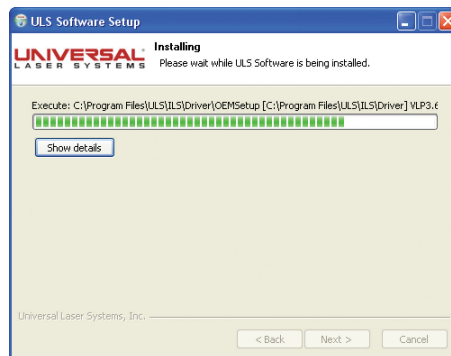 ULS Software Setup
UNIVERSAL
LASER SYSTEMS
Installing
Please wait while ULS Software is being installed.
Execute: C:\Program Files\ULS\ILS\Driver\OEMSetup [C:\Program Files\ULS\ILS\Driver] VLP3.6
Show details
Universal Laser Systems, Inc.
< Back Next > Cancel